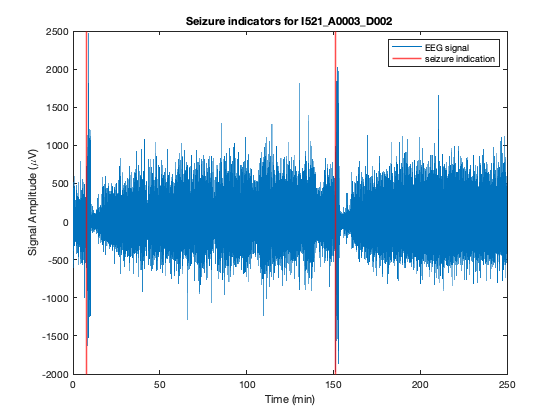 Seizure indicators for I521_A0003_D002
EEG signal
seizure indication
2500
2000
1500
1000
500
0
-500
-1000
-1500
-2000
Signal Amplitude (μV)
0 50 100 150 200 250
Time (min)